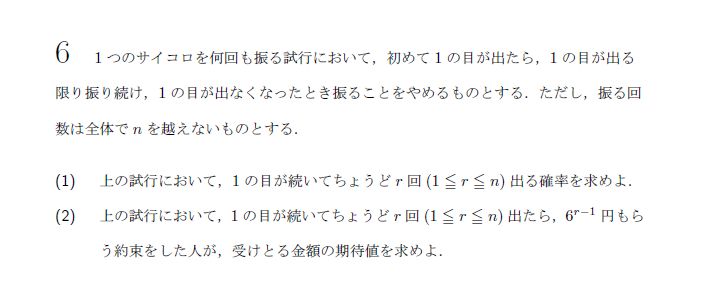 6 1つのサイコロを何回も振る試行において，初めて1の目が出たら，1の目が出る
限り振り続け，1の目が出なくなったとき振ることをやめるものとする．ただし，振る回
数は全体で n を越えないものとする．
(1) 上の試行において，1の目が続いてちょうど r 回 (1 ≦ r ≦ n) 出る確率を求めよ．
(2) 上の試行において，1の目が続いてちょうど r 回 (1 ≦ r ≦ n) 出たら，6^{r−1} 円もら
う約束をした人が，受けとる金額の期待値を求めよ．